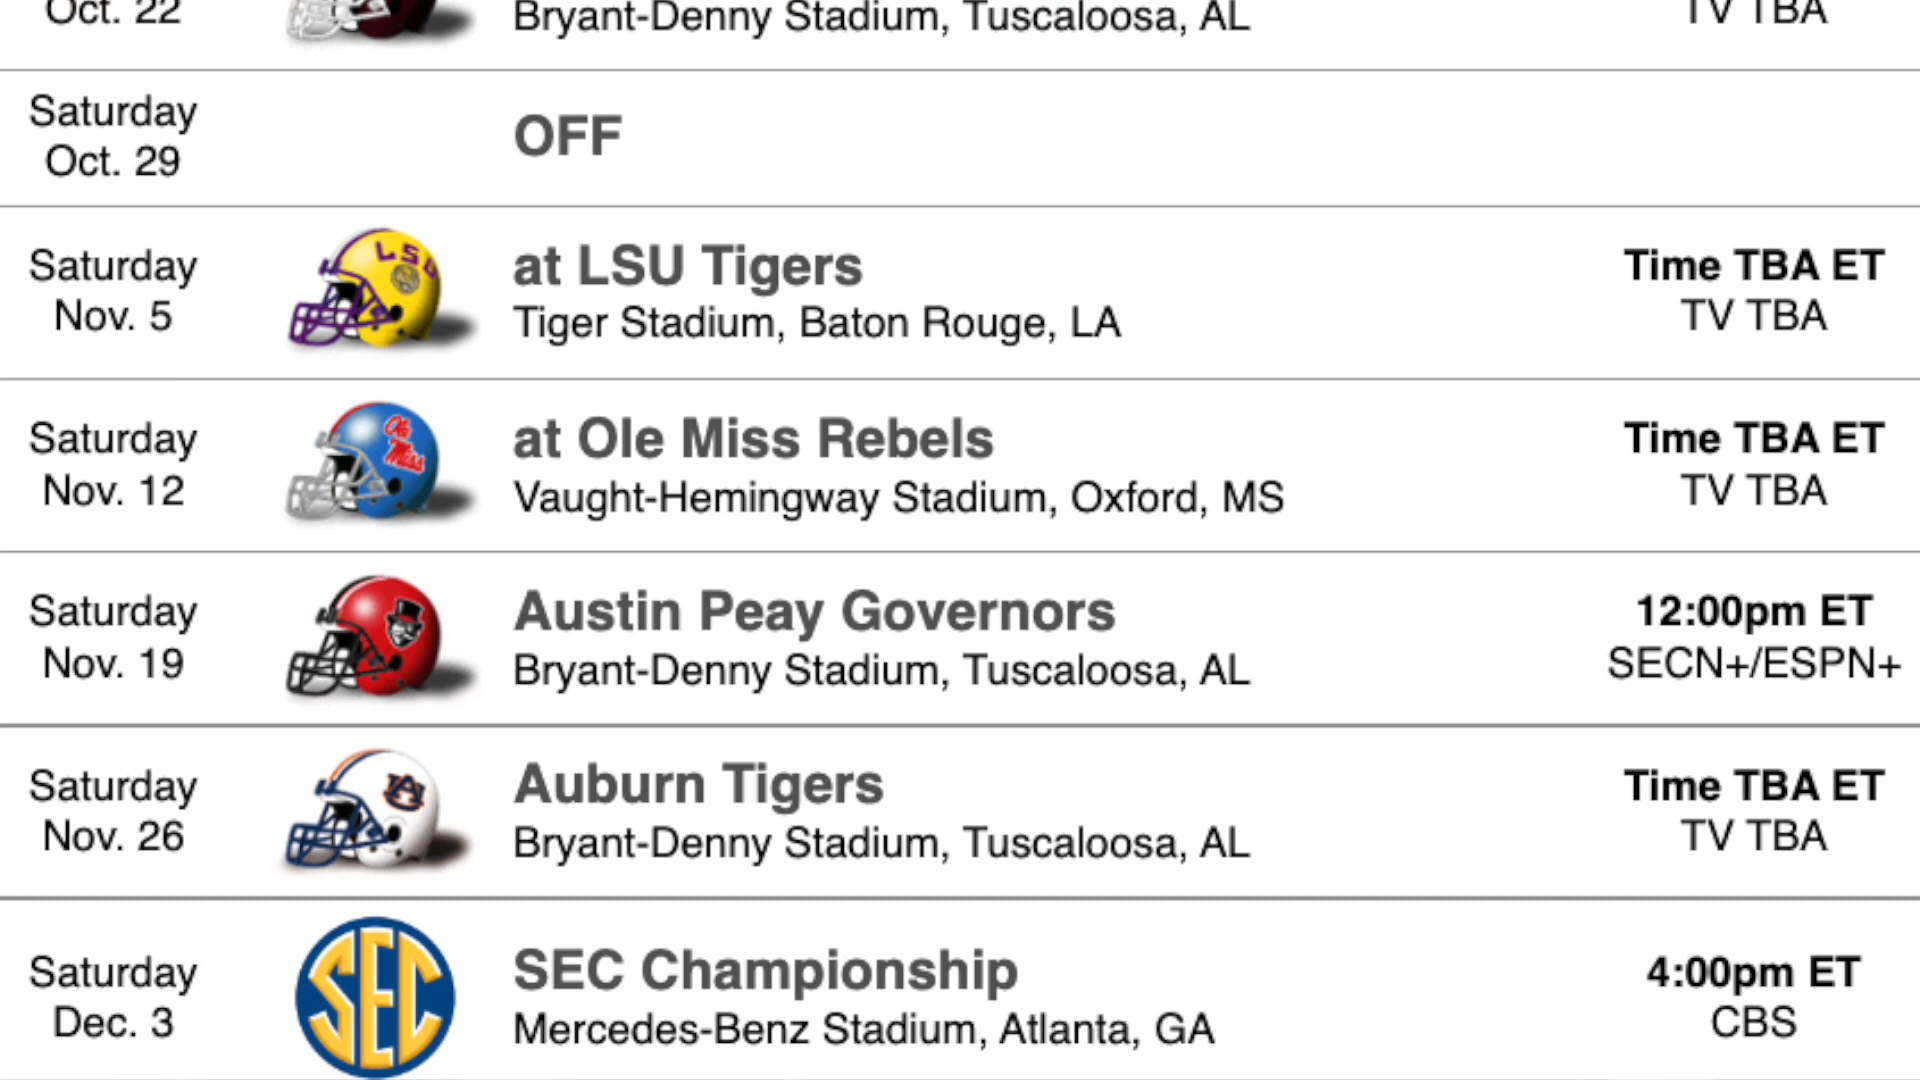 Oct. 22
Bryant-Denny Stadium, Tuscaloosa, AL
TV TBA
Saturday
Oct. 29
OFF
Saturday
Nov. 5
LSU
at LSU Tigers
Tiger Stadium, Baton Rouge, LA
Time TBA ET
TV TBA
Saturday
Nov. 12
Ole
Miss
at Ole Miss Rebels
Vaught-Hemingway Stadium, Oxford, MS
Time TBA ET
TV TBA
Saturday
Nov. 19
Austin Peay Governors
Bryant-Denny Stadium, Tuscaloosa, AL
12:00pm ET
SECN+/ESPN+
Saturday
Nov. 26
AU
Auburn Tigers
Bryant-Denny Stadium, Tuscaloosa, AL
Time TBA ET
TV TBA
Saturday
Dec. 3
SEC
SEC Championship
Mercedes-Benz Stadium, Atlanta, GA
4:00pm ET
CBS